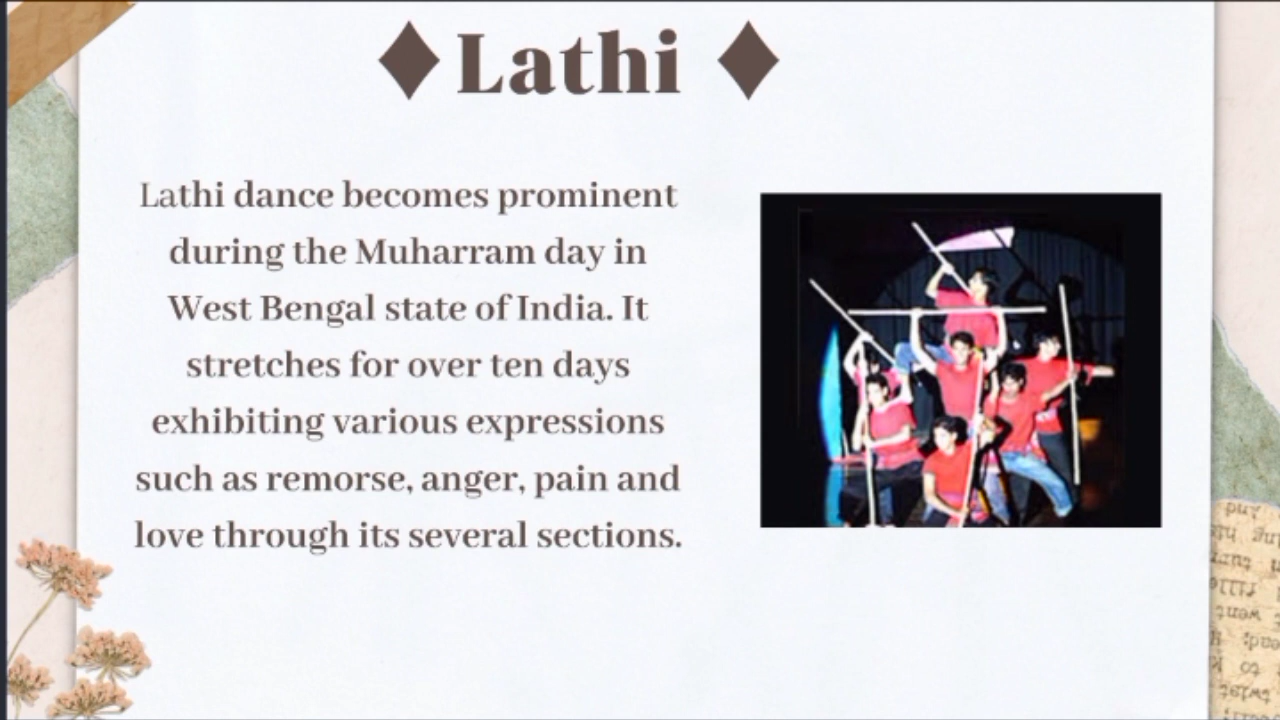 ♦Lathi ♦
Lathi dance becomes prominent
during the Muharram day in
West Bengal state of India. It
stretches for over ten days
exhibiting various expressions
such as remorse, anger, pain and
love through its several sections.